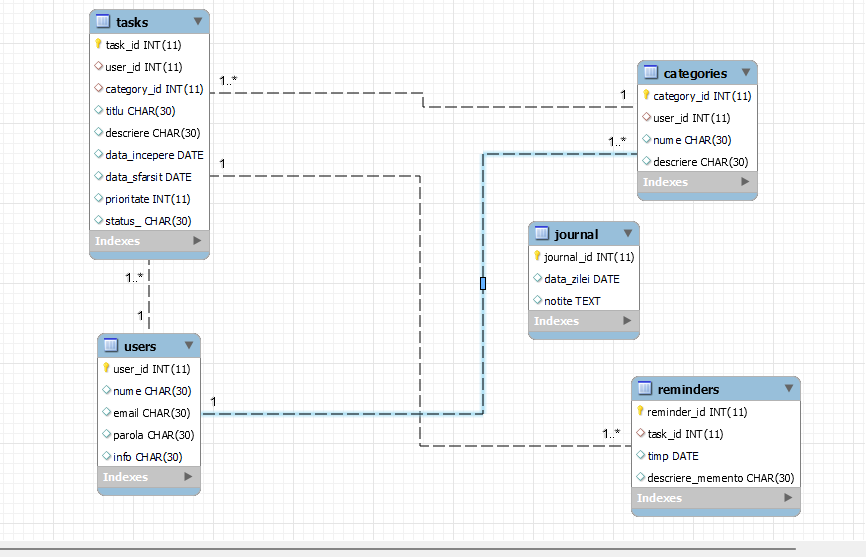 tasks
task_id INT(11)
user_id INT(11)
category_id INT(11)
titlu CHAR(30)
descriere CHAR(30)
data_incepere DATE
data_sfarsit DATE
prioritate INT(11)
status_ CHAR(30)
Indexes
1..*
1
1..*
1
categories
category_id INT(11)
user_id INT(11)
nume CHAR(30)
descriere CHAR(30)
Indexes
1
1..*
journal
journal_id INT(11)
data_zilei DATE
notite TEXT
Indexes
users
user_id INT(11)
nume CHAR(30)
email CHAR(30)
parola CHAR(30)
info CHAR(30)
Indexes
1
reminders
reminder_id INT(11)
task_id INT(11)
timp DATE
descriere_memento CHAR(30)
Indexes
1..*